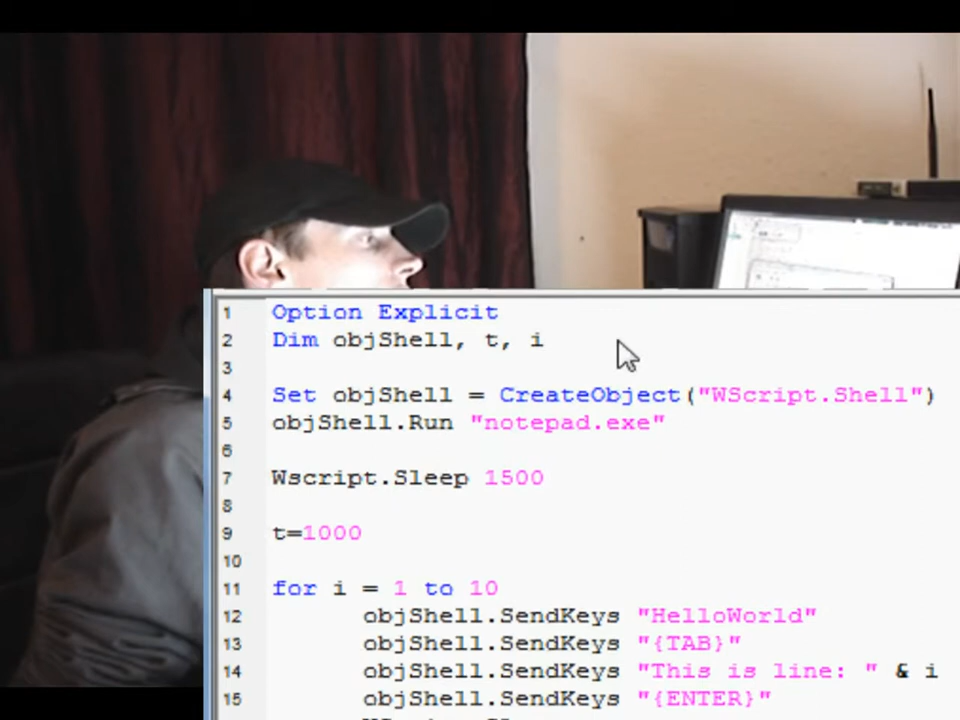 1 Option Explicit
2 Dim objShell, t, i
3
4 Set objShell = CreateObject("WScript.Shell")
5 objShell.Run "notepad.exe"
6
7 Wscript.Sleep 1500
8
9 t=1000
10
11 for i = 1 to 10
12 objShell.SendKeys "HelloWorld"
13 objShell.SendKeys "{TAB}"
14 objShell.SendKeys "This is line: " & i
15 objShell.SendKeys "{ENTER}"